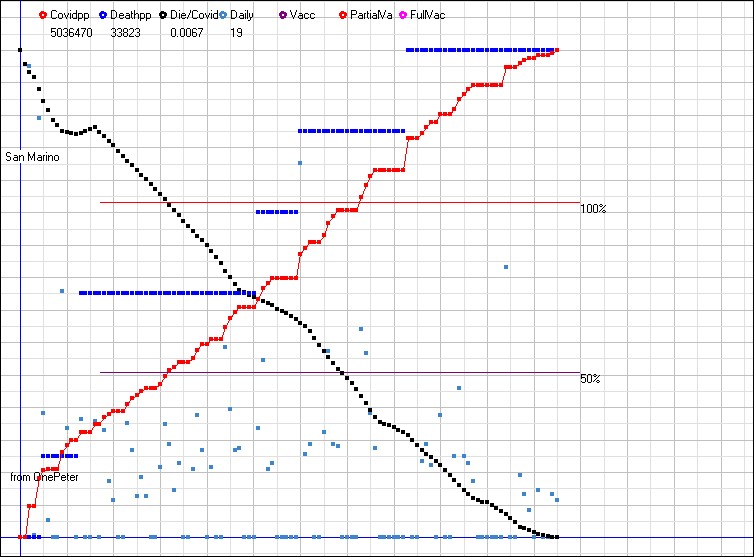 Covidpp Deathpp Die/Covid Daily Vacc PartialVa FullVac
5036470 33823 0.0067 19
San Marino
100%
50%
from OnePeter